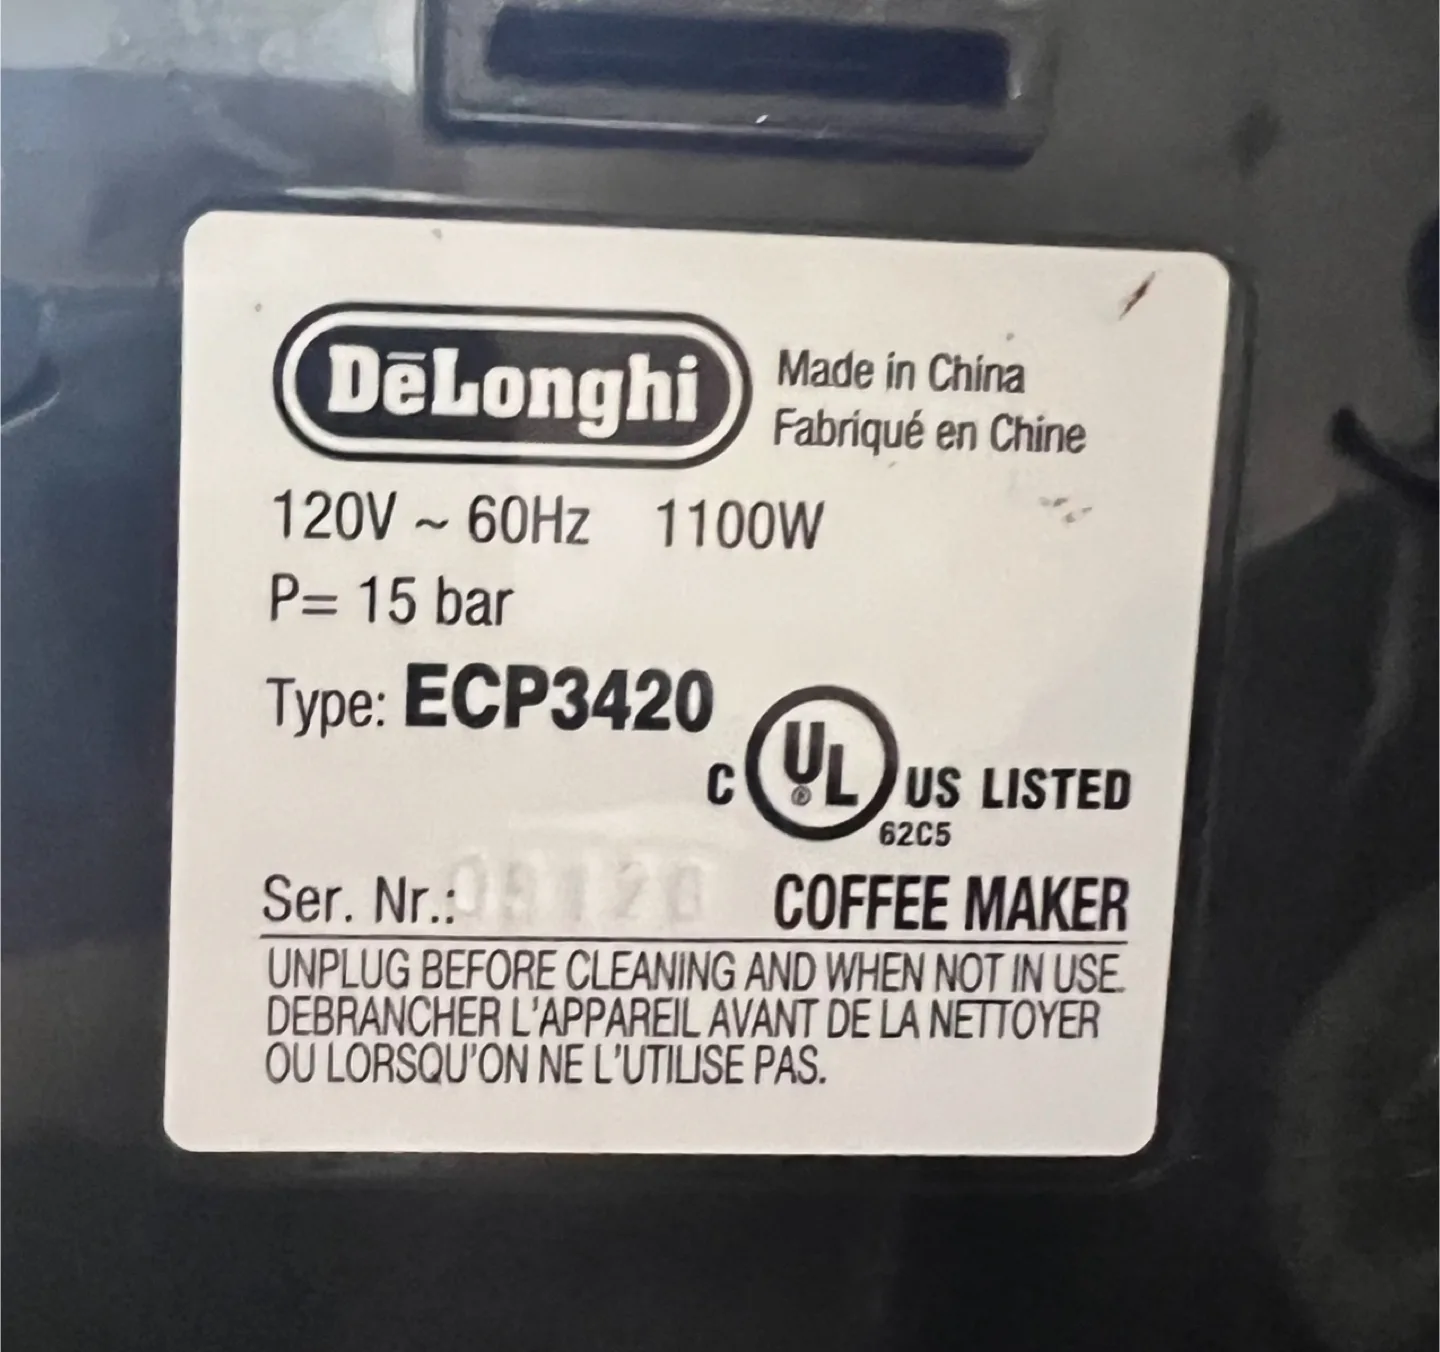 DēLonghi
Made in China
Fabriqué en Chine
120V ~ 60Hz 1100W
P= 15 bar
Type: ECP3420
C UL® US LISTED
62C5
Ser. Nr.:
COFFEE MAKER
UNPLUG BEFORE CLEANING AND WHEN NOT IN USE.
DEBRANCHER L'APPAREIL AVANT DE LA NETTOYER
OU LORSQU'ON NE L'UTILISE PAS.